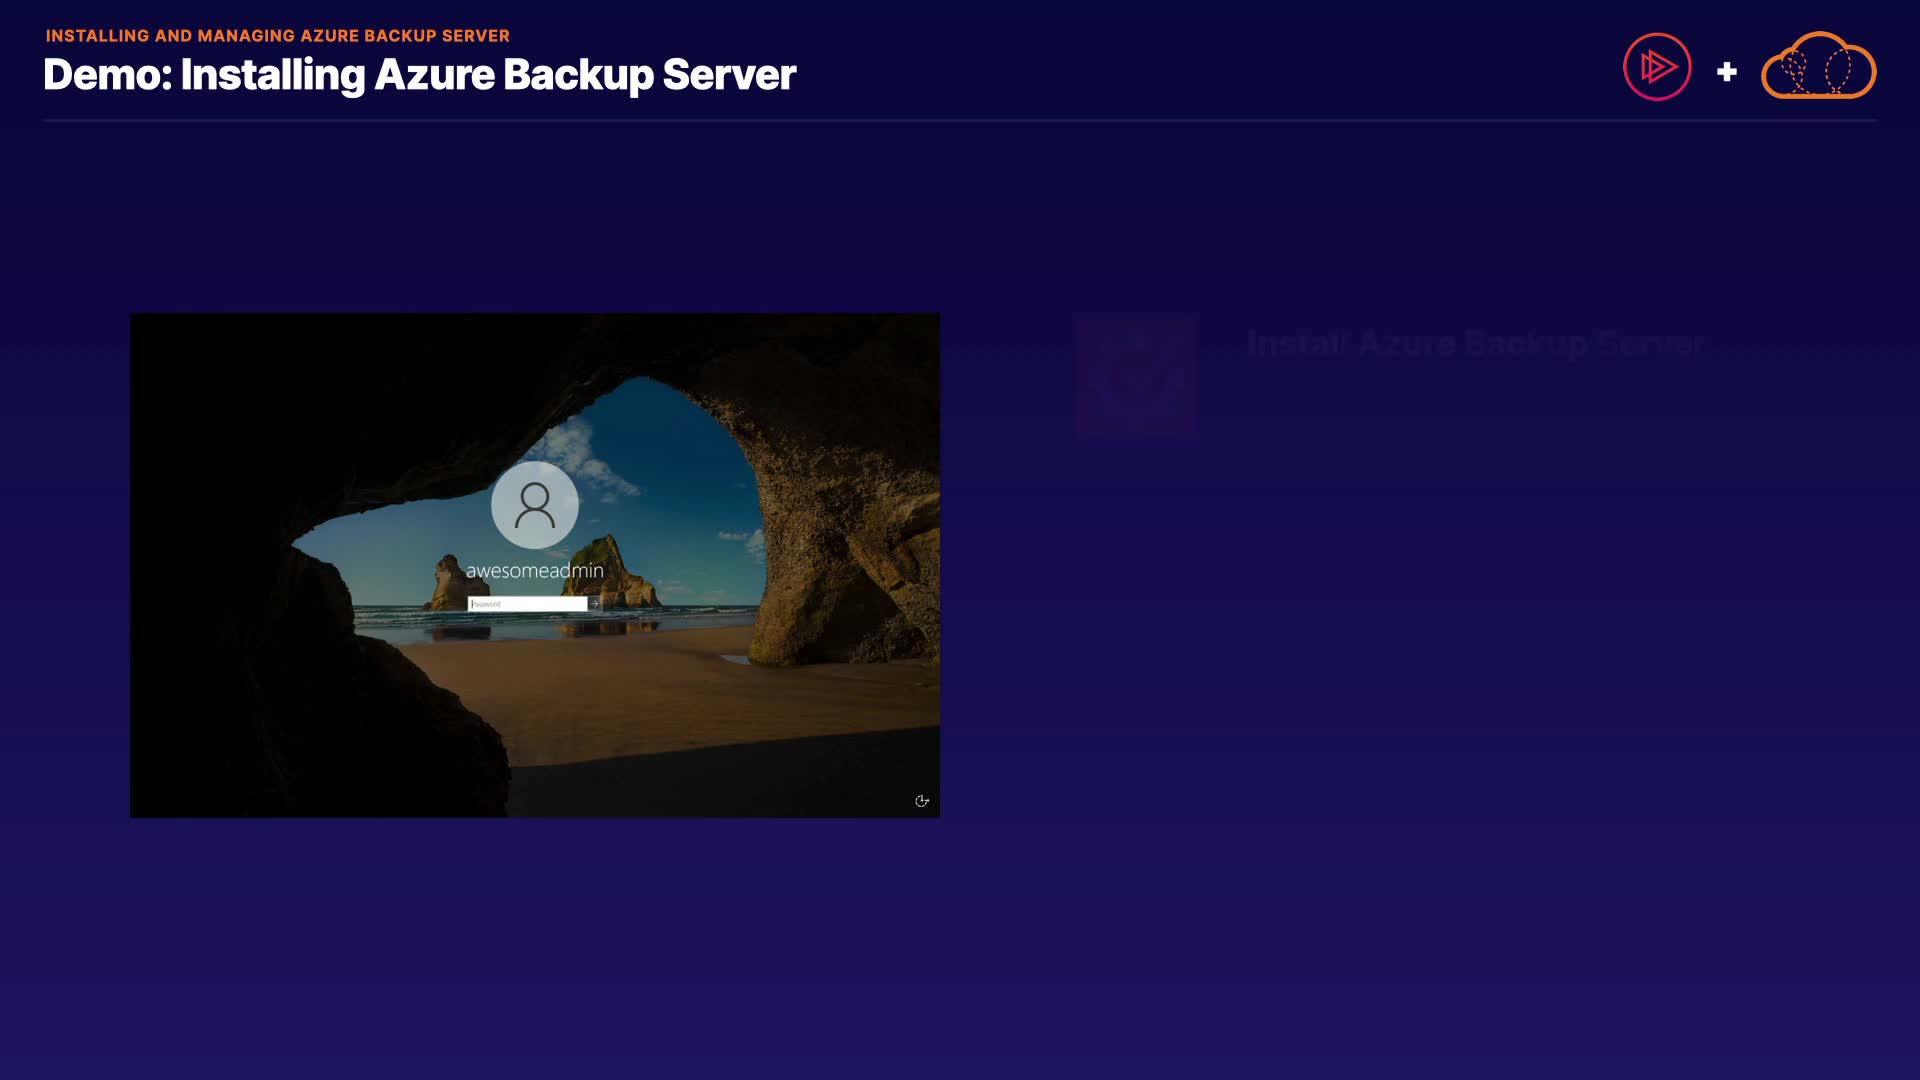 INSTALLING AND MANAGING AZURE BACKUP SERVER
Demo: Installing Azure Backup Server
Install Azure Backup Server
awesomeadmin
Password